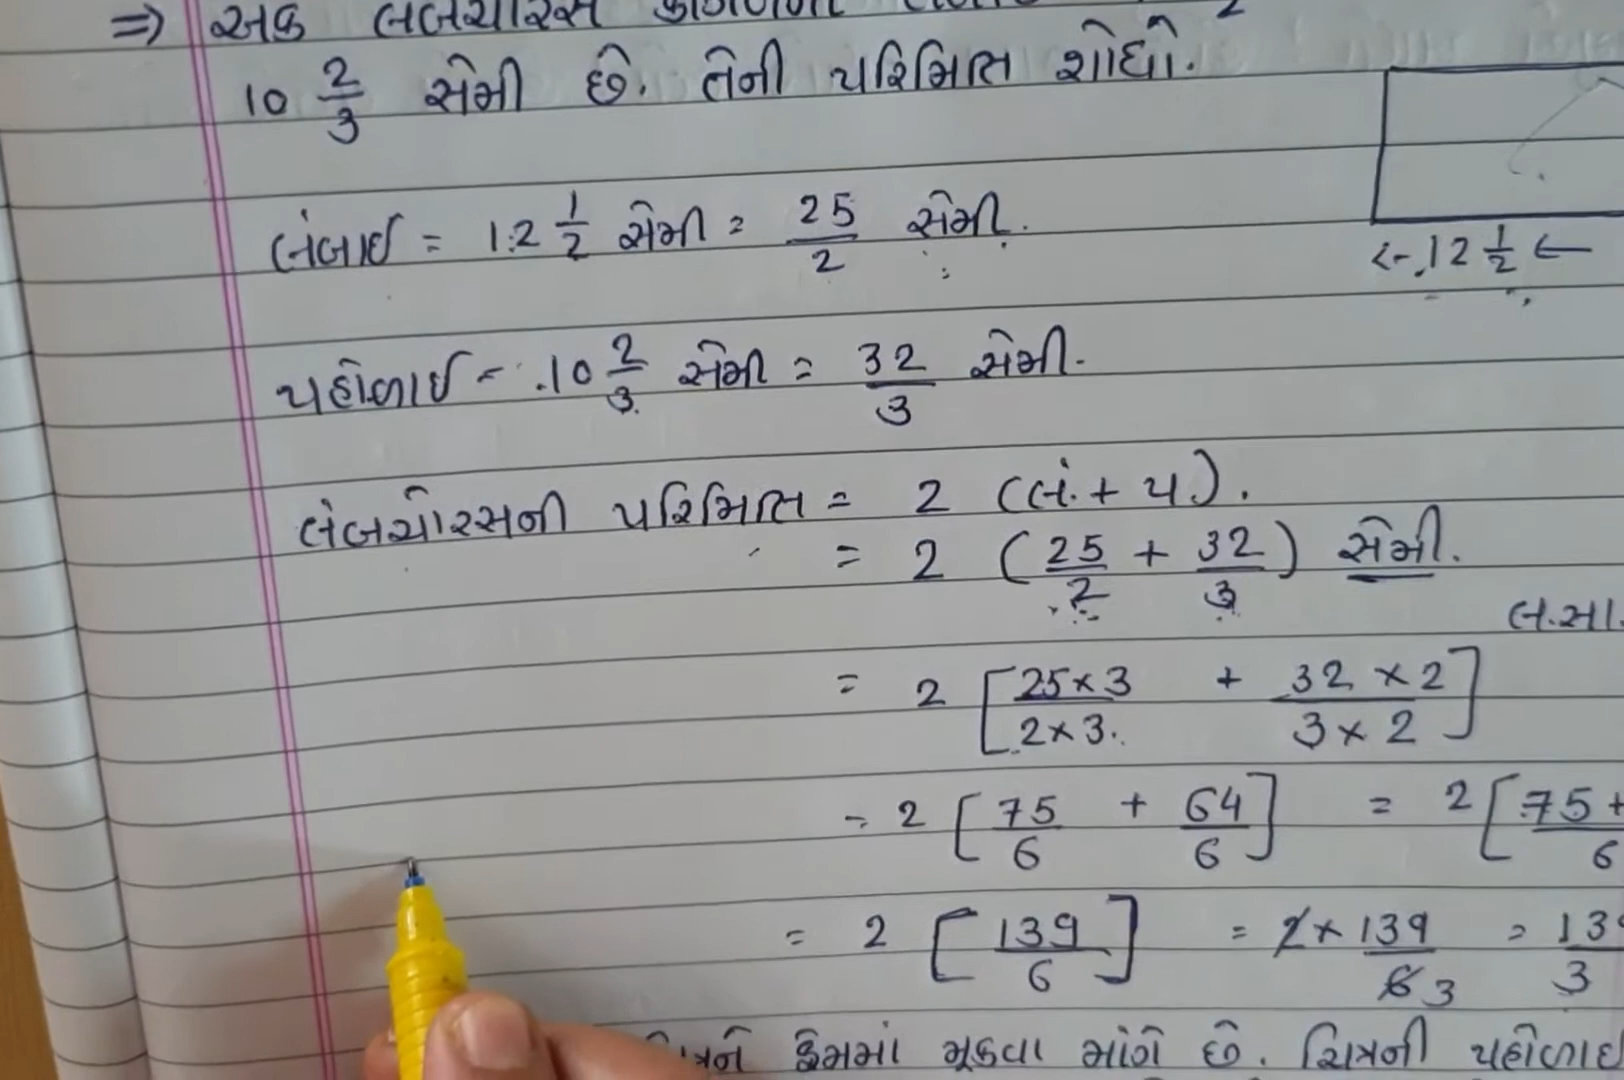 ⇒ એક લંબચોરસ કાગળની
10 2/3 સેમી છે. તેની પરિમિતિ શોધો.
લંબાઈ = 12 1/2 સેમી = 25/2 સેમી.
<-.12 1/2 ←
પહોળાઈ = 10 2/3 સેમી = 32/3 સેમી.
લંબચોરસની પરિમિતિ = 2 (લં. + પ).
= 2 (25/2 + 32/3) સેમી.
લ.સા.
= 2 [25×3/2×3 + 32×2/3×2]
= 2 [75/6 + 64/6] = 2 [75+/6
= 2 [139/6] = 2×139/6 3 = 13/3
ફ્રેમમાં મૂકવા માંગે છે. ચિત્રની પહોળાઈ